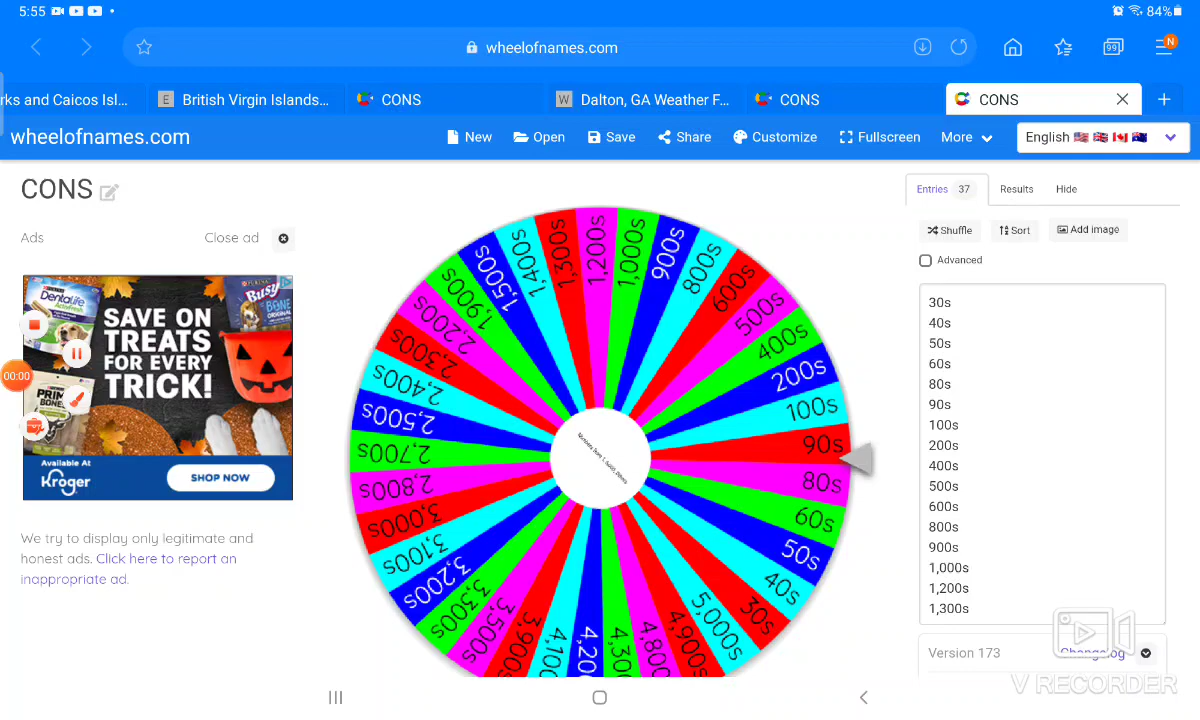 5:55
84%
wheelofnames.com
99
N
rks and Caicos Isl...
E British Virgin Islands...
CONS
W Dalton, GA Weather F...
CONS
CONS
wheelofnames.com
New
Open
Save
Share
Customize
Fullscreen
More
English
CONS
Ads
Close ad
DentaLife
Busy
BONE
SAVE ON
TREATS
FOR EVERY
TRICK!
PRIME
BONES
Available At
Kroger
SHOP NOW
00:00
We try to display only legitimate and
honest ads. Click here to report an
inappropriate ad.
1,200s
1,000s
900s
800s
600s
500s
400s
200s
100s
90s
80s
60s
50s
40s
30s
5,000s
4,900s
4,800
4,300
4,200
4,100
3,900s
3,500s
3,300s
3,200s
3,100s
3,000s
2,800s
2,700s
2,500s
2,400s
2,300s
2,200s
1,900s
1,500s
1,400s
1,300s
Entries 37
Results
Hide
Shuffle
Sort
Add image
Advanced
30s
40s
50s
60s
80s
90s
100s
200s
400s
500s
600s
800s
900s
1,000s
1,200s
1,300s
Version 173
Changelog
V RECORDER